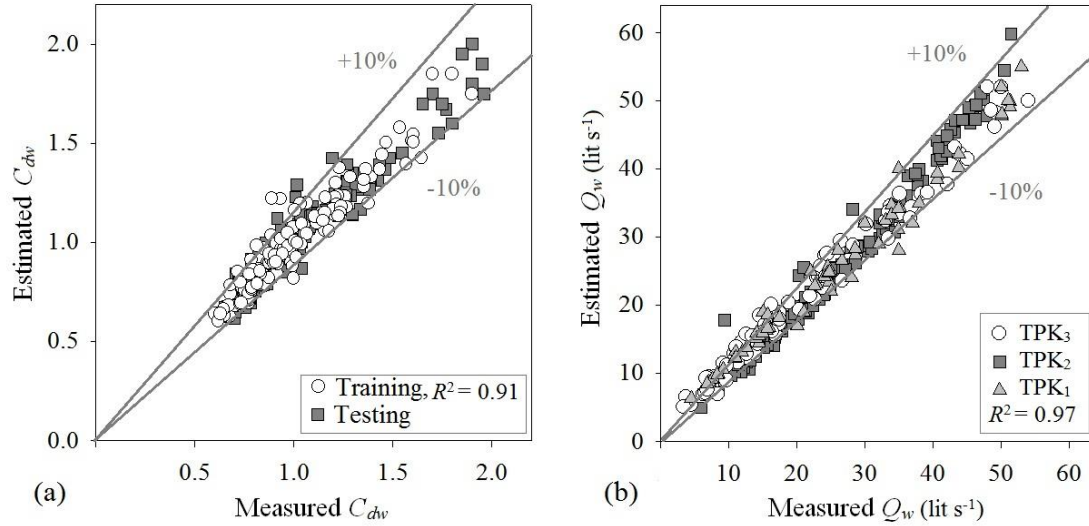 2.0
1.5
1.0
0.5
0.0
0.6
1.0
1.5
2.0
Estimated C_dw
Measured C_dw
+10%
-10%
Training, R² = 0.91
Testing
(a)
60
50
40
30
20
10
0
10
20
30
40
50
60
Estimated Q_w (lit s⁻¹)
Measured Q_w (lit s⁻¹)
+10%
-10%
TPK₃
TPK₂
TPK₁
R² = 0.97
(b)